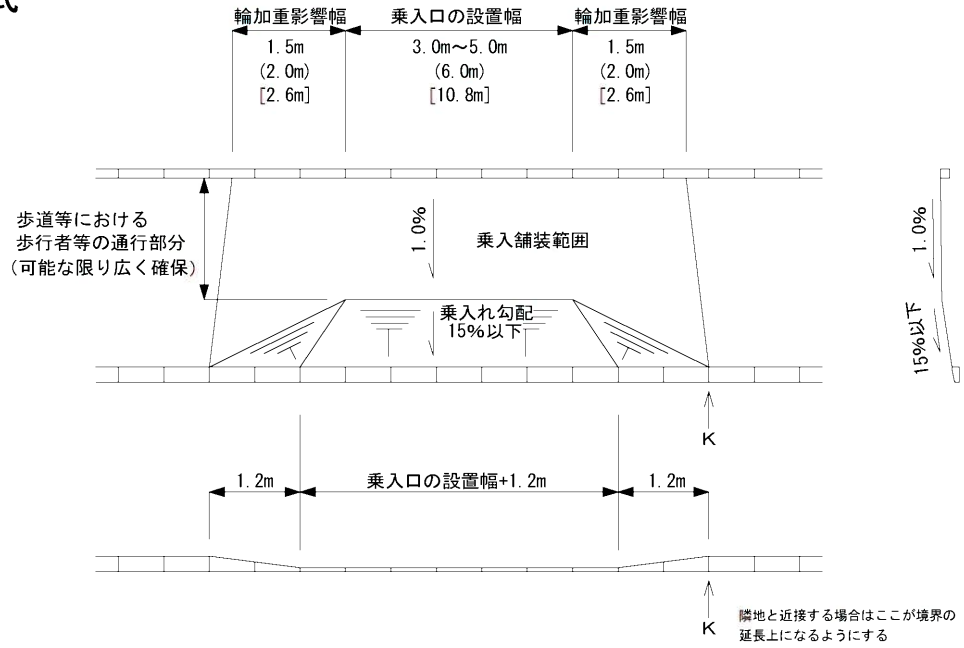 式
輪加重影響幅 乗入口の設置幅 輪加重影響幅
1.5m 3.0m～5.0m 1.5m
(2.0m) (6.0m) (2.0m)
[2.6m] [10.8m] [2.6m]
歩道等における
歩行者等の通行部分
(可能な限り広く確保)
1.0%
乗入舗装範囲
1.0%
乗入れ勾配
15%以下
15%以下
K
1.2m 乗入口の設置幅+1.2m 1.2m
K
隣地と近接する場合はここが境界の
延長上になるようにする